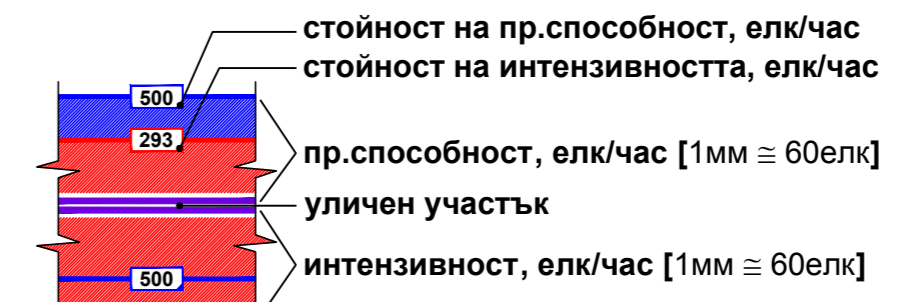 стойност на пр.способност, елк/час
стойност на интензивността, елк/час
500
293
пр.способност, елк/час [1мм ≅ 60елк]
уличен участък
интензивност, елк/час [1мм ≅ 60елк]
500